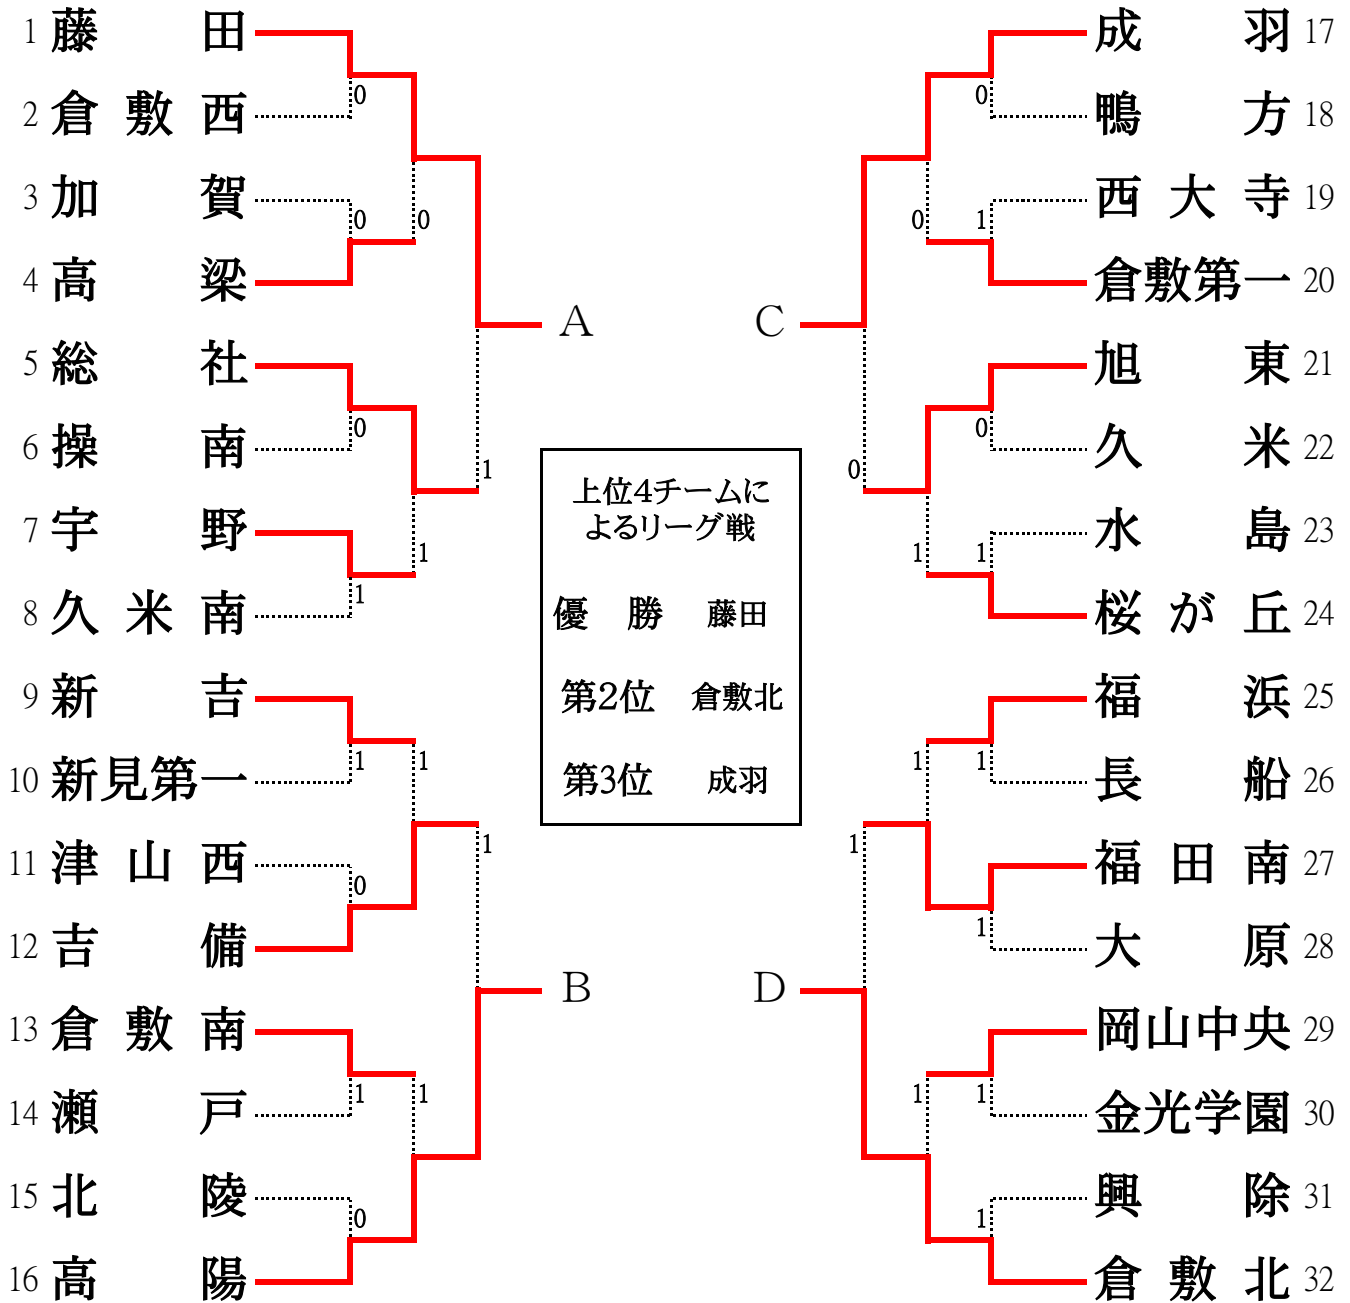 1 藤田
0
2 倉敷西
3 加賀
0
0
4 高梁
A
5 総社
0
6 操南
1
7 宇野
1
1
8 久米南
9 新吉
1
1
10 新見第一
1
11 津山西
0
12 吉備
B
13 倉敷南
1
1
14 瀬戸
15 北陵
0
16 高陽
上位4チームに
よるリーグ戦
優勝 藤田
第2位 倉敷北
第3位 成羽
成羽 17
0
鴨方 18
西大寺 19
0
1
倉敷第一 20
C
旭東 21
0
久米 22
0
水島 23
1
1
桜が丘 24
福浜 25
1
1
長船 26
1
福田南 27
1
大原 28
D
岡山中央 29
1
1
金光学園 30
興除 31
1
倉敷北 32